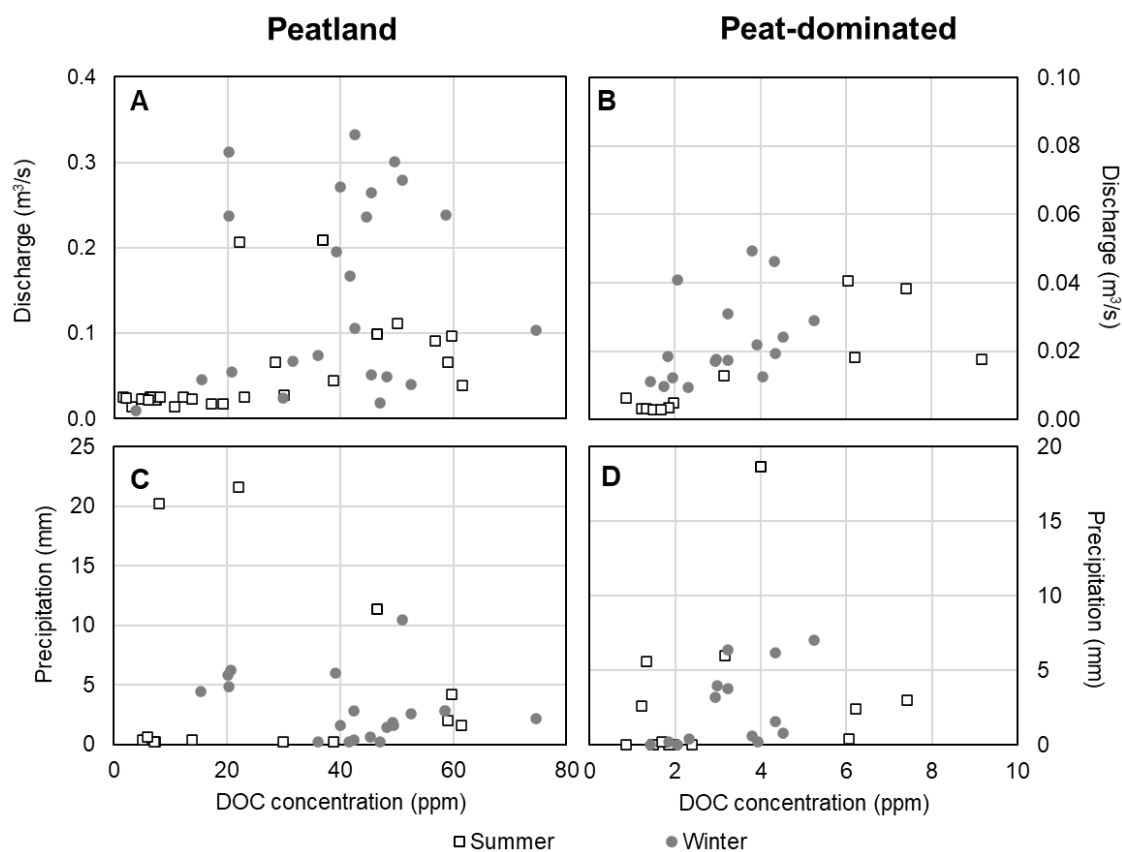 Peatland
Peat-dominated
A
0.4
0.3
0.2
0.1
0.0
Discharge (m³/s)
B
0.10
0.08
0.06
0.04
0.02
0.00
Discharge (m³/s)
C
25
20
15
10
5
0
Precipitation (mm)
0 20 40 60 80
DOC concentration (ppm)
D
20
15
10
5
0
Precipitation (mm)
0 2 4 6 8 10
DOC concentration (ppm)
Summer
Winter